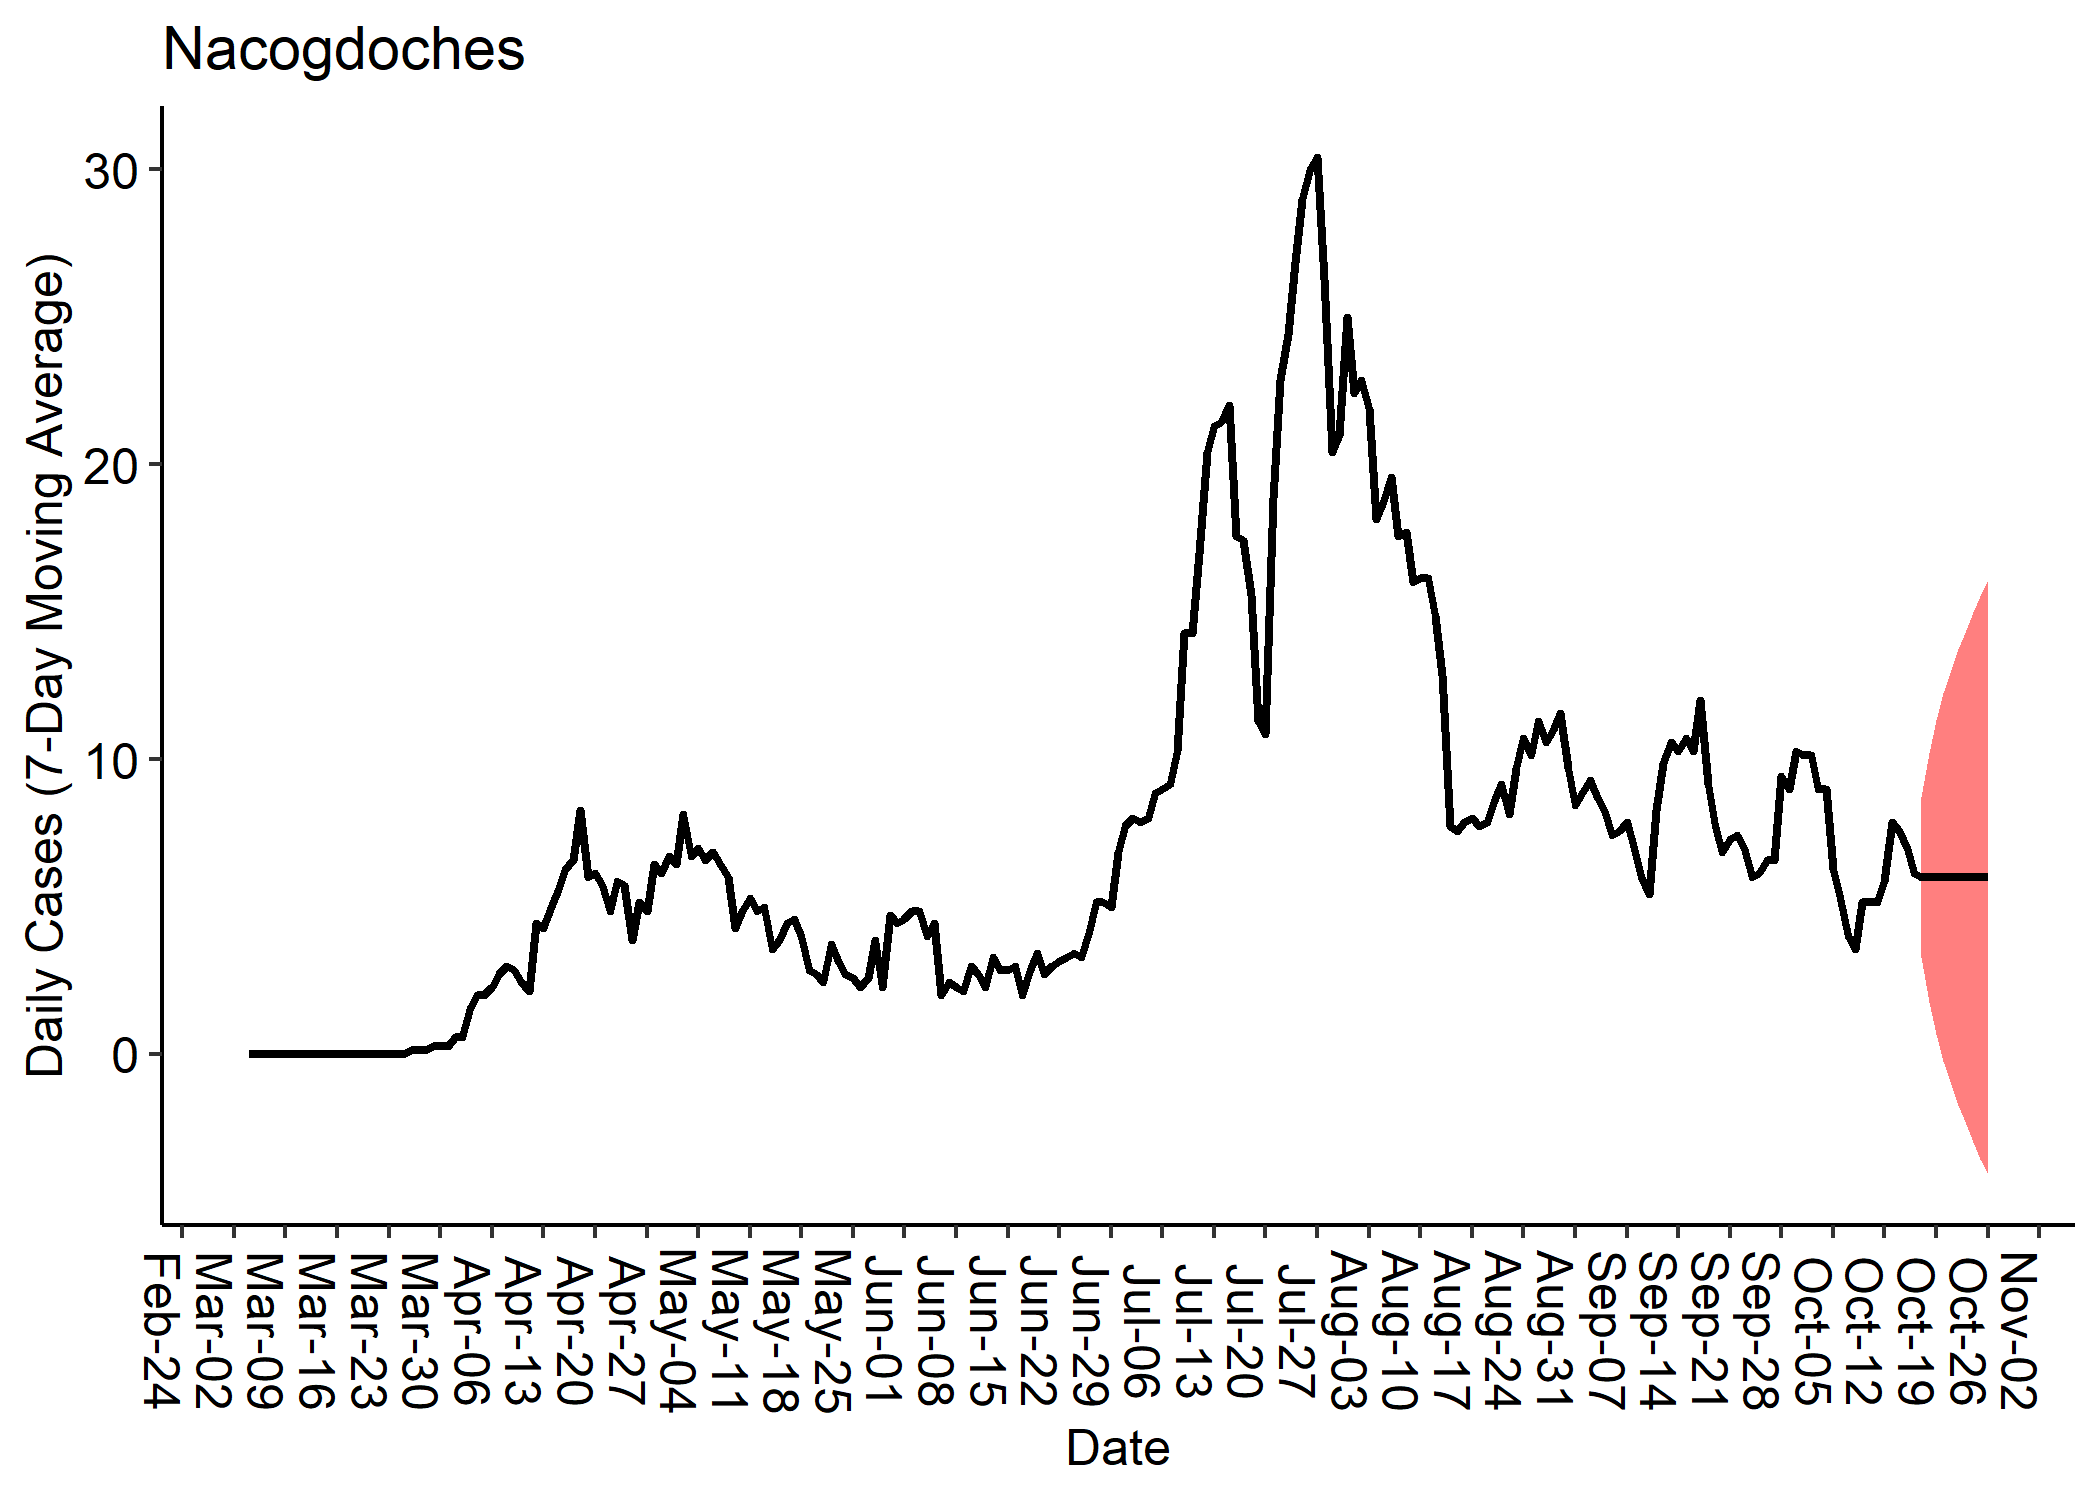 Nacogdoches
Daily Cases (7-Day Moving Average)
30
20
10
0
Feb-24
Mar-02
Mar-09
Mar-16
Mar-23
Mar-30
Apr-06
Apr-13
Apr-20
Apr-27
May-04
May-11
May-18
May-25
Jun-01
Jun-08
Jun-15
Jun-22
Jun-29
Jul-06
Jul-13
Jul-20
Jul-27
Aug-03
Aug-10
Aug-17
Aug-24
Aug-31
Sep-07
Sep-14
Sep-21
Sep-28
Oct-05
Oct-12
Oct-19
Oct-26
Nov-02
Date